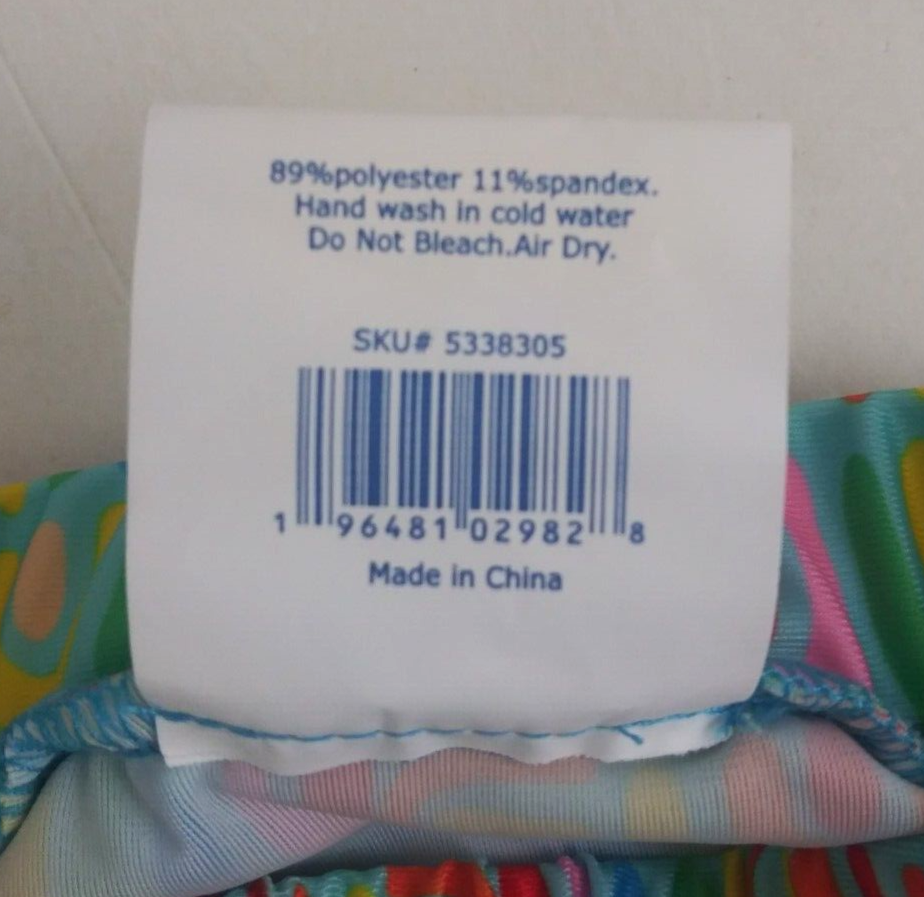 89%polyester 11%spandex.
Hand wash in cold water
Do Not Bleach.Air Dry.
SKU# 5338305
1 96481 02982 8
Made in China